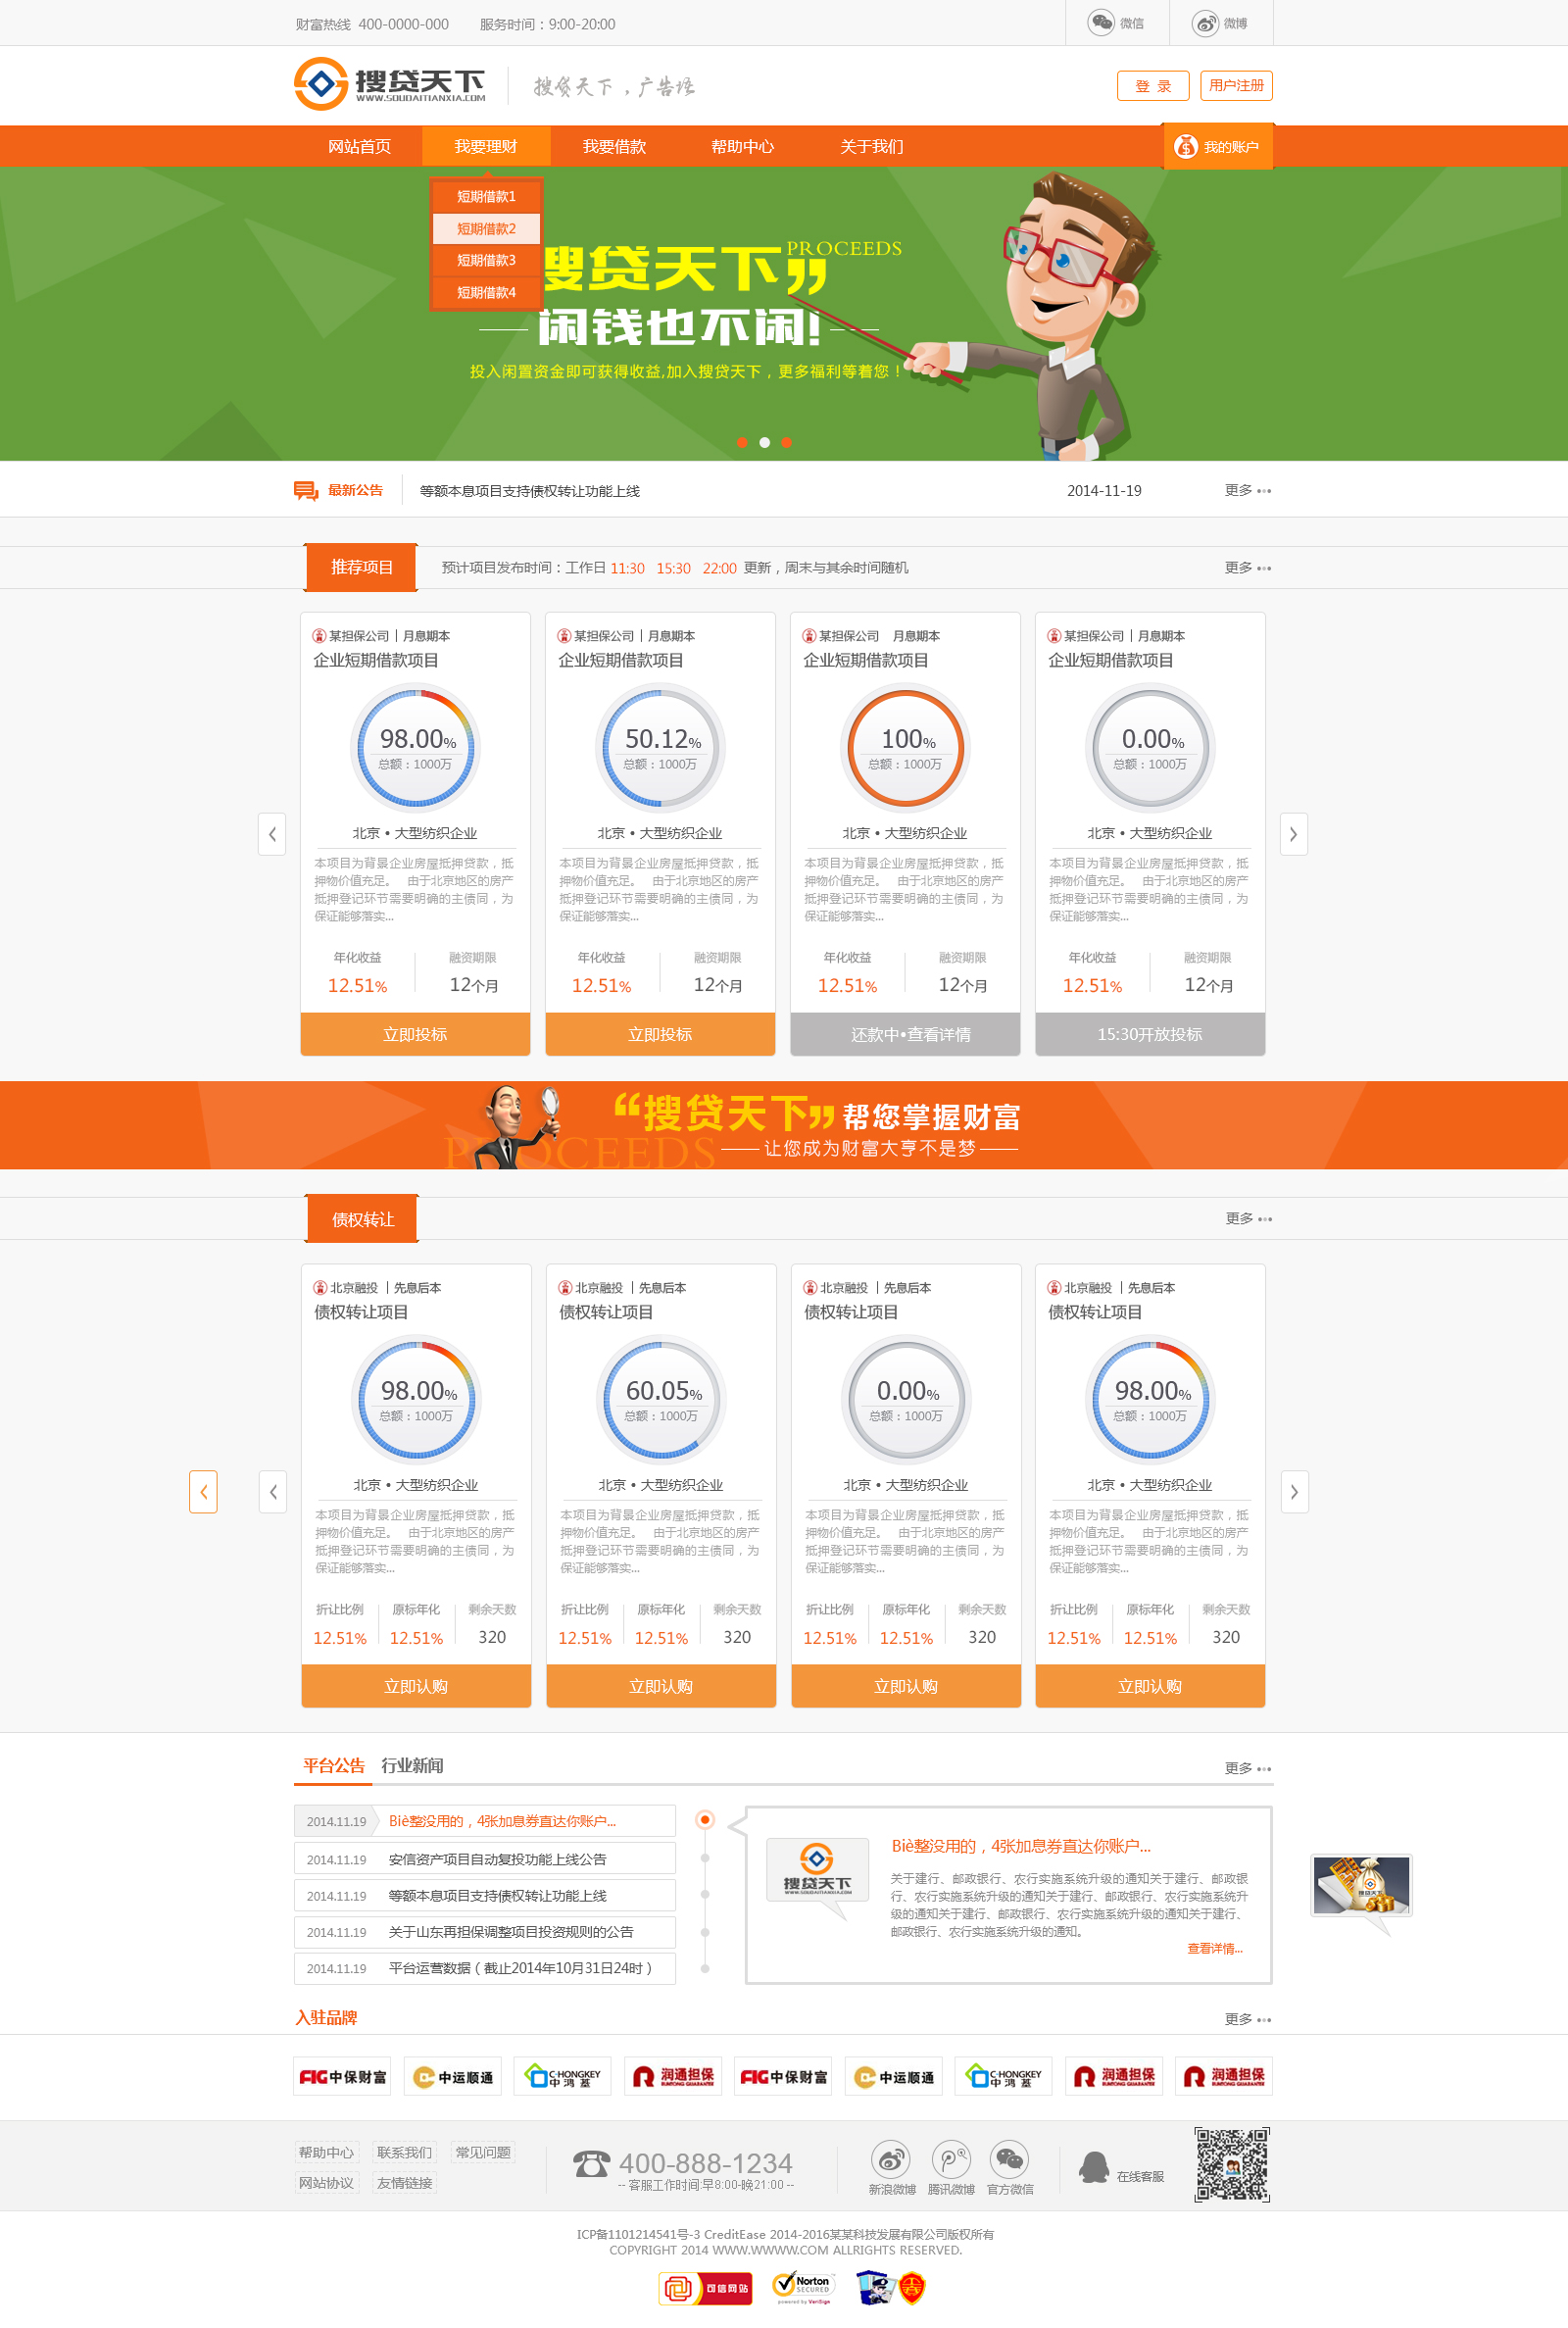 财富热线 400-0000-000 服务时间：9:00-20:00 微信 微博
搜贷天下
WWW.SOUDAITIANXIA.COM
搜贷天下，广告语
登 录 用户注册
网站首页 我要理财 我要借款 帮助中心 关于我们 我的账户
短期借款1
短期借款2
短期借款3
短期借款4
搜贷天下” PROCEEDS
闲钱也不闲!
投入闲置资金即可获得收益,加入搜贷天下，更多福利等着您！
最新公告 等额本息项目支持债权转让功能上线 2014-11-19 更多
推荐项目 预计项目发布时间：工作日 11:30 15:30 22:00 更新，周末与其余时间随机 更多
某担保公司 | 月息期本
企业短期借款项目
98.00%
总额：1000万
北京 • 大型纺织企业
本项目为背景企业房屋抵押贷款，抵
押物价值充足。 由于北京地区的房产
抵押登记环节需要明确的主债同，为
保证能够落实...
年化收益 融资期限
12.51% 12个月
立即投标
某担保公司 | 月息期本
企业短期借款项目
50.12%
总额：1000万
北京 • 大型纺织企业
本项目为背景企业房屋抵押贷款，抵
押物价值充足。 由于北京地区的房产
抵押登记环节需要明确的主债同，为
保证能够落实...
年化收益 融资期限
12.51% 12个月
立即投标
某担保公司 月息期本
企业短期借款项目
100%
总额：1000万
北京 • 大型纺织企业
本项目为背景企业房屋抵押贷款，抵
押物价值充足。 由于北京地区的房产
抵押登记环节需要明确的主债同，为
保证能够落实...
年化收益 融资期限
12.51% 12个月
还款中•查看详情
某担保公司 | 月息期本
企业短期借款项目
0.00%
总额：1000万
北京 • 大型纺织企业
本项目为背景企业房屋抵押贷款，抵
押物价值充足。 由于北京地区的房产
抵押登记环节需要明确的主债同，为
保证能够落实...
年化收益 融资期限
12.51% 12个月
15:30开放投标
“搜贷天下” 帮您掌握财富
PROCEEDS 让您成为财富大亨不是梦
债权转让 更多
北京融投 | 先息后本
债权转让项目
98.00%
总额：1000万
北京 • 大型纺织企业
本项目为背景企业房屋抵押贷款，抵
押物价值充足。 由于北京地区的房产
抵押登记环节需要明确的主债同，为
保证能够落实...
折让比例 原标年化 剩余天数
12.51% 12.51% 320
立即认购
北京融投 | 先息后本
债权转让项目
60.05%
总额：1000万
北京 • 大型纺织企业
本项目为背景企业房屋抵押贷款，抵
押物价值充足。 由于北京地区的房产
抵押登记环节需要明确的主债同，为
保证能够落实...
折让比例 原标年化 剩余天数
12.51% 12.51% 320
立即认购
北京融投 | 先息后本
债权转让项目
0.00%
总额：1000万
北京 • 大型纺织企业
本项目为背景企业房屋抵押贷款，抵
押物价值充足。 由于北京地区的房产
抵押登记环节需要明确的主债同，为
保证能够落实...
折让比例 原标年化 剩余天数
12.51% 12.51% 320
立即认购
北京融投 | 先息后本
债权转让项目
98.00%
总额：1000万
北京 • 大型纺织企业
本项目为背景企业房屋抵押贷款，抵
押物价值充足。 由于北京地区的房产
抵押登记环节需要明确的主债同，为
保证能够落实...
折让比例 原标年化 剩余天数
12.51% 12.51% 320
立即认购
平台公告 行业新闻 更多
2014.11.19 Biè整没用的，4张加息券直达你账户...
2014.11.19 安信资产项目自动复投功能上线公告
2014.11.19 等额本息项目支持债权转让功能上线
2014.11.19 关于山东再担保调整项目投资规则的公告
2014.11.19 平台运营数据（截止2014年10月31日24时）
搜贷天下
WWW.SOUDAITIANXIA.COM
Biè整没用的，4张加息券直达你账户...
关于建行、邮政银行、农行实施系统升级的通知关于建行、邮政银
行、农行实施系统升级的通知关于建行、邮政银行、农行实施系统升
级的通知关于建行、邮政银行、农行实施系统升级的通知关于建行、
邮政银行、农行实施系统升级的通知。
查看详情...
搜贷天下
入驻品牌 更多
FIG 中保财富 中运顺通 C-HONGKEY 中鸿基 润通担保 RUNTONG GUARANTEE FIG 中保财富 中运顺通 C-HONGKEY 中鸿基 润通担保 RUNTONG GUARANTEE 润通担保 RUNTONG GUARANTEE
帮助中心 联系我们 常见问题
网站协议 友情链接
400-888-1234
-- 客服工作时间:早8:00-晚21:00 --
新浪微博 腾讯微博 官方微信
在线客服
ICP备1101214541号-3 CreditEase 2014-2016某某科技发展有限公司版权所有
COPYRIGHT 2014 WWW.WWWW.COM ALLRIGHTS RESERVED.
可信网站 Norton
SECURED
powered by VeriSign